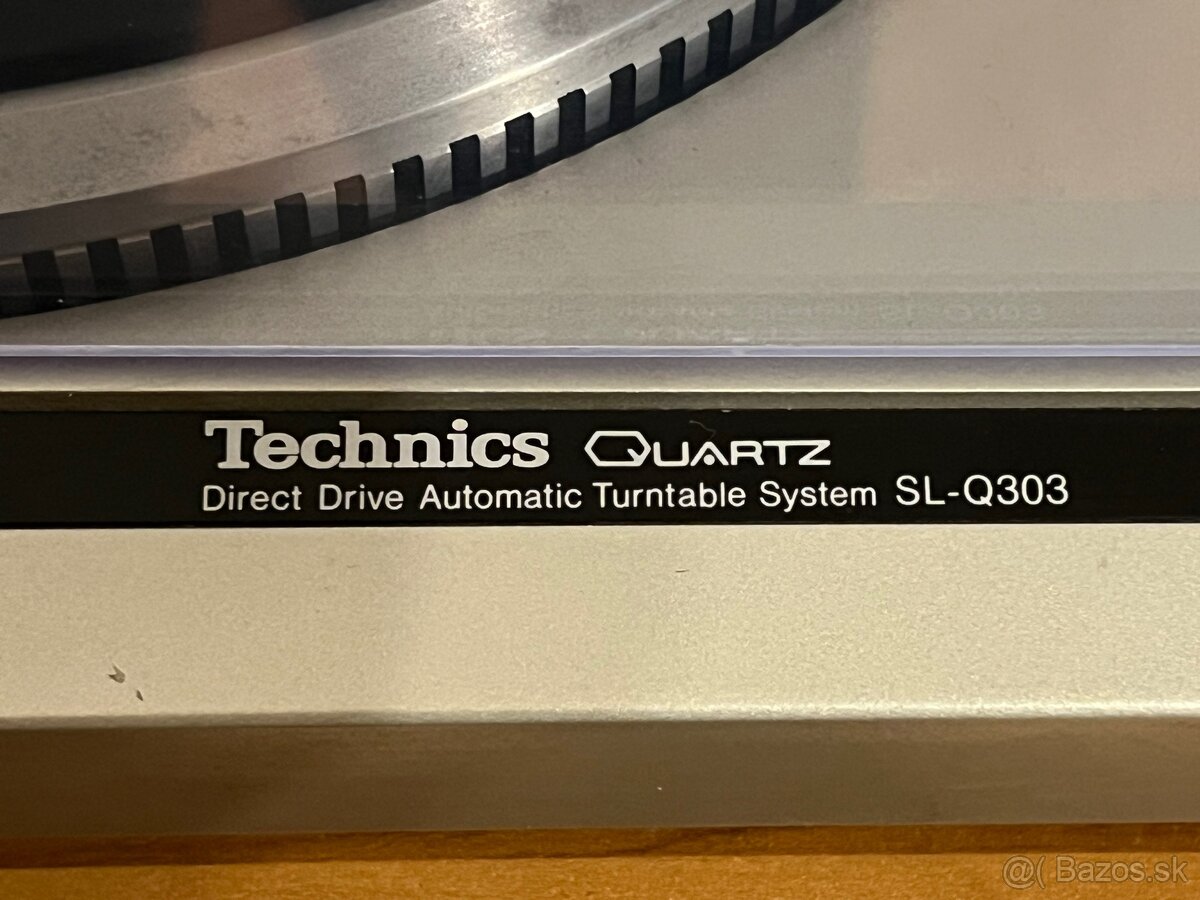 Technics QUARTZ
Direct Drive Automatic Turntable System SL-Q303
@( Bazos.sk